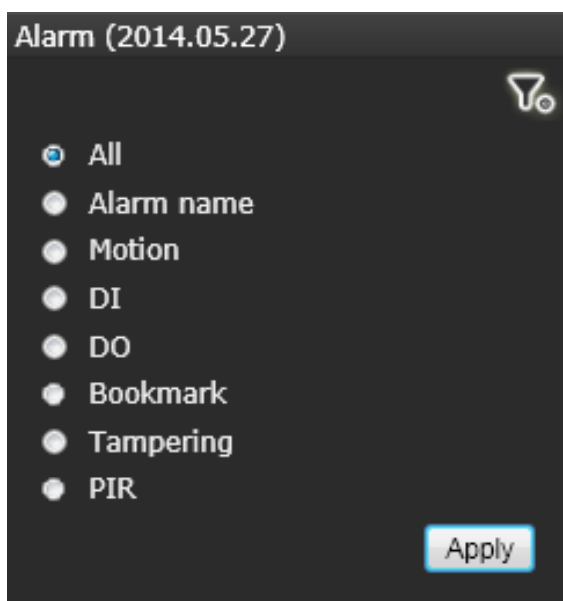 Alarm (2014.05.27)
All
Alarm name
Motion
DI
DO
Bookmark
Tampering
PIR
Apply